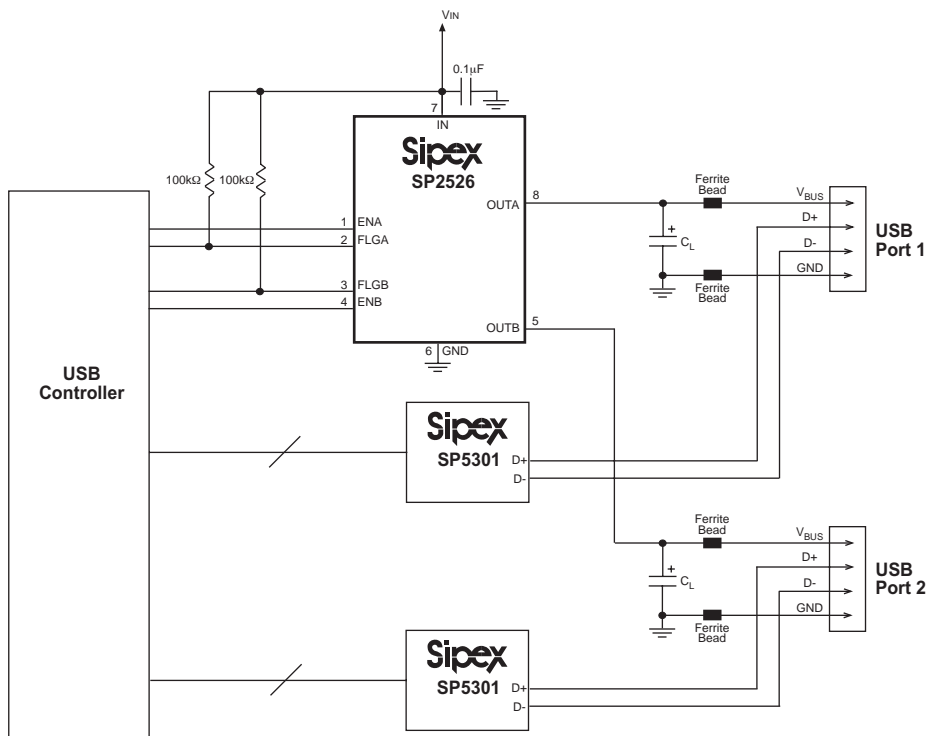 VIN
0.1µF
7
IN
Sipex
SP2526
100kΩ 100kΩ
OUTA
8
Ferrite
Bead
VBUS
D+
D-
GND
USB
Port 1
+
CL
Ferrite
Bead
1 ENA
2 FLGA
3 FLGB
4 ENB
OUTB
5
6 GND
USB
Controller
Sipex
SP5301
D+
D-
Ferrite
Bead
VBUS
D+
D-
GND
USB
Port 2
+
CL
Ferrite
Bead
Sipex
SP5301
D+
D-